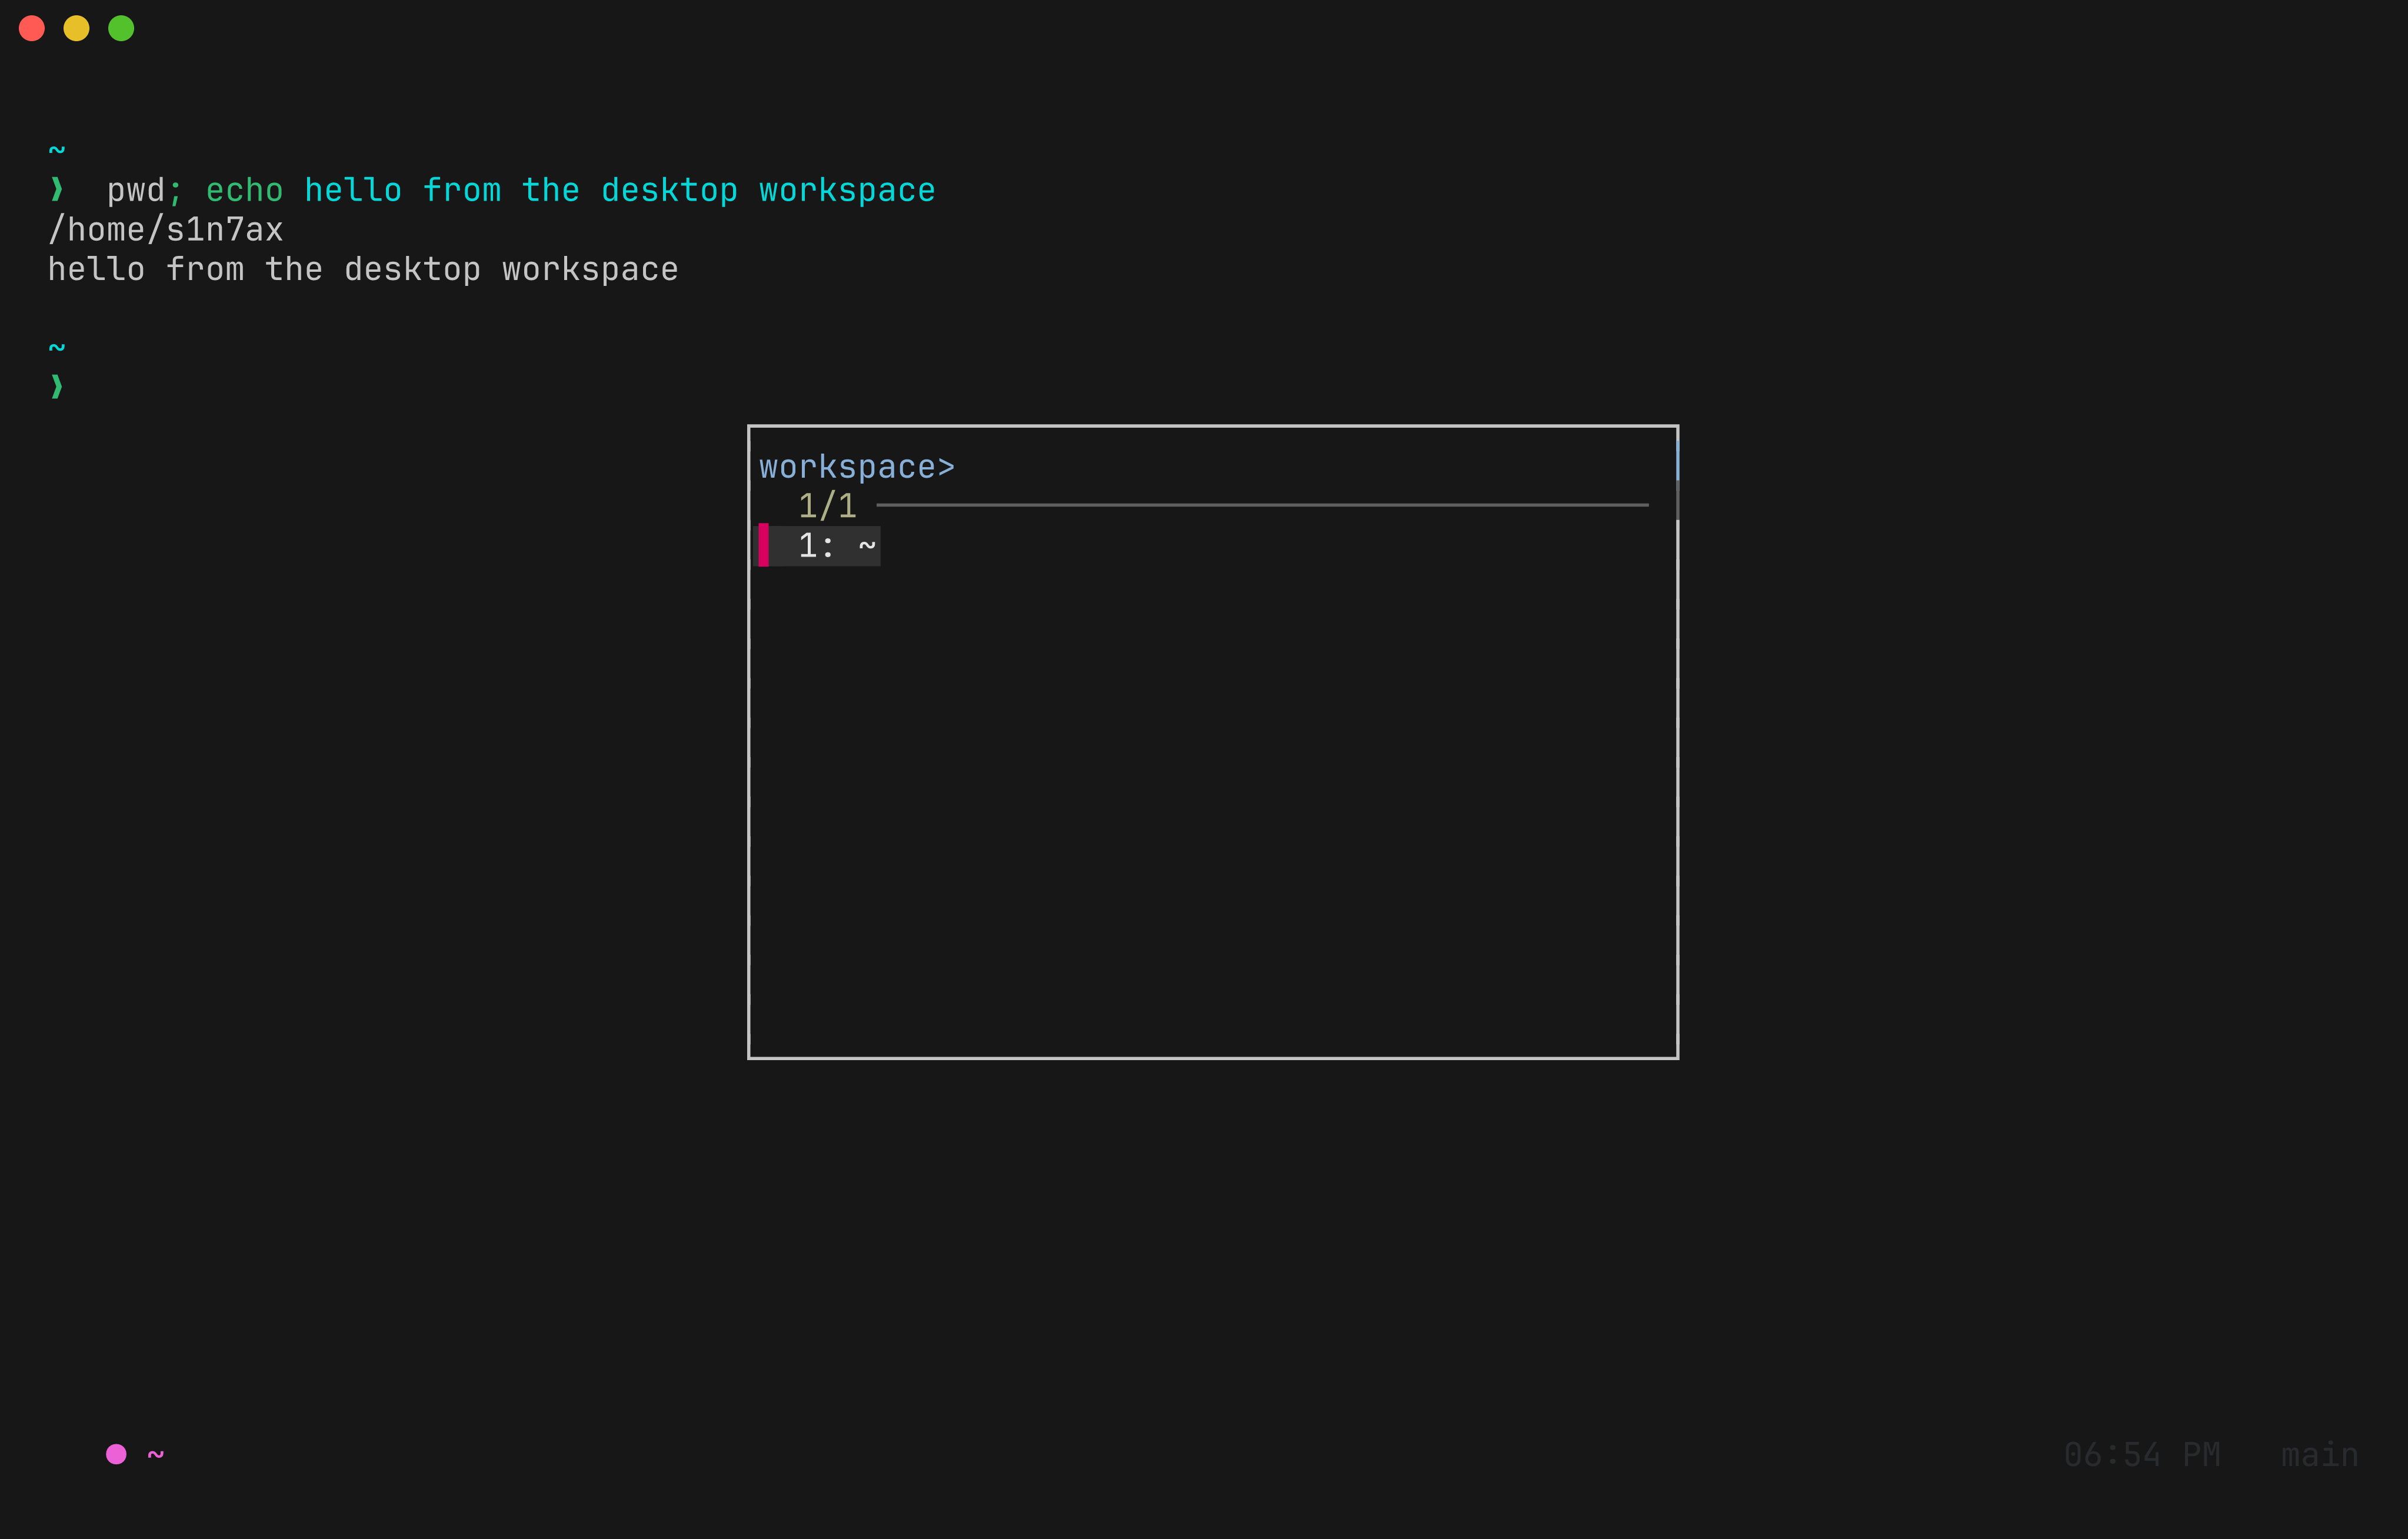 ~
❯  pwd; echo hello from the desktop workspace
/home/s1n7ax
hello from the desktop workspace
~
❯
workspace>
1/1
1: ~
● ~
06:54 PM   main